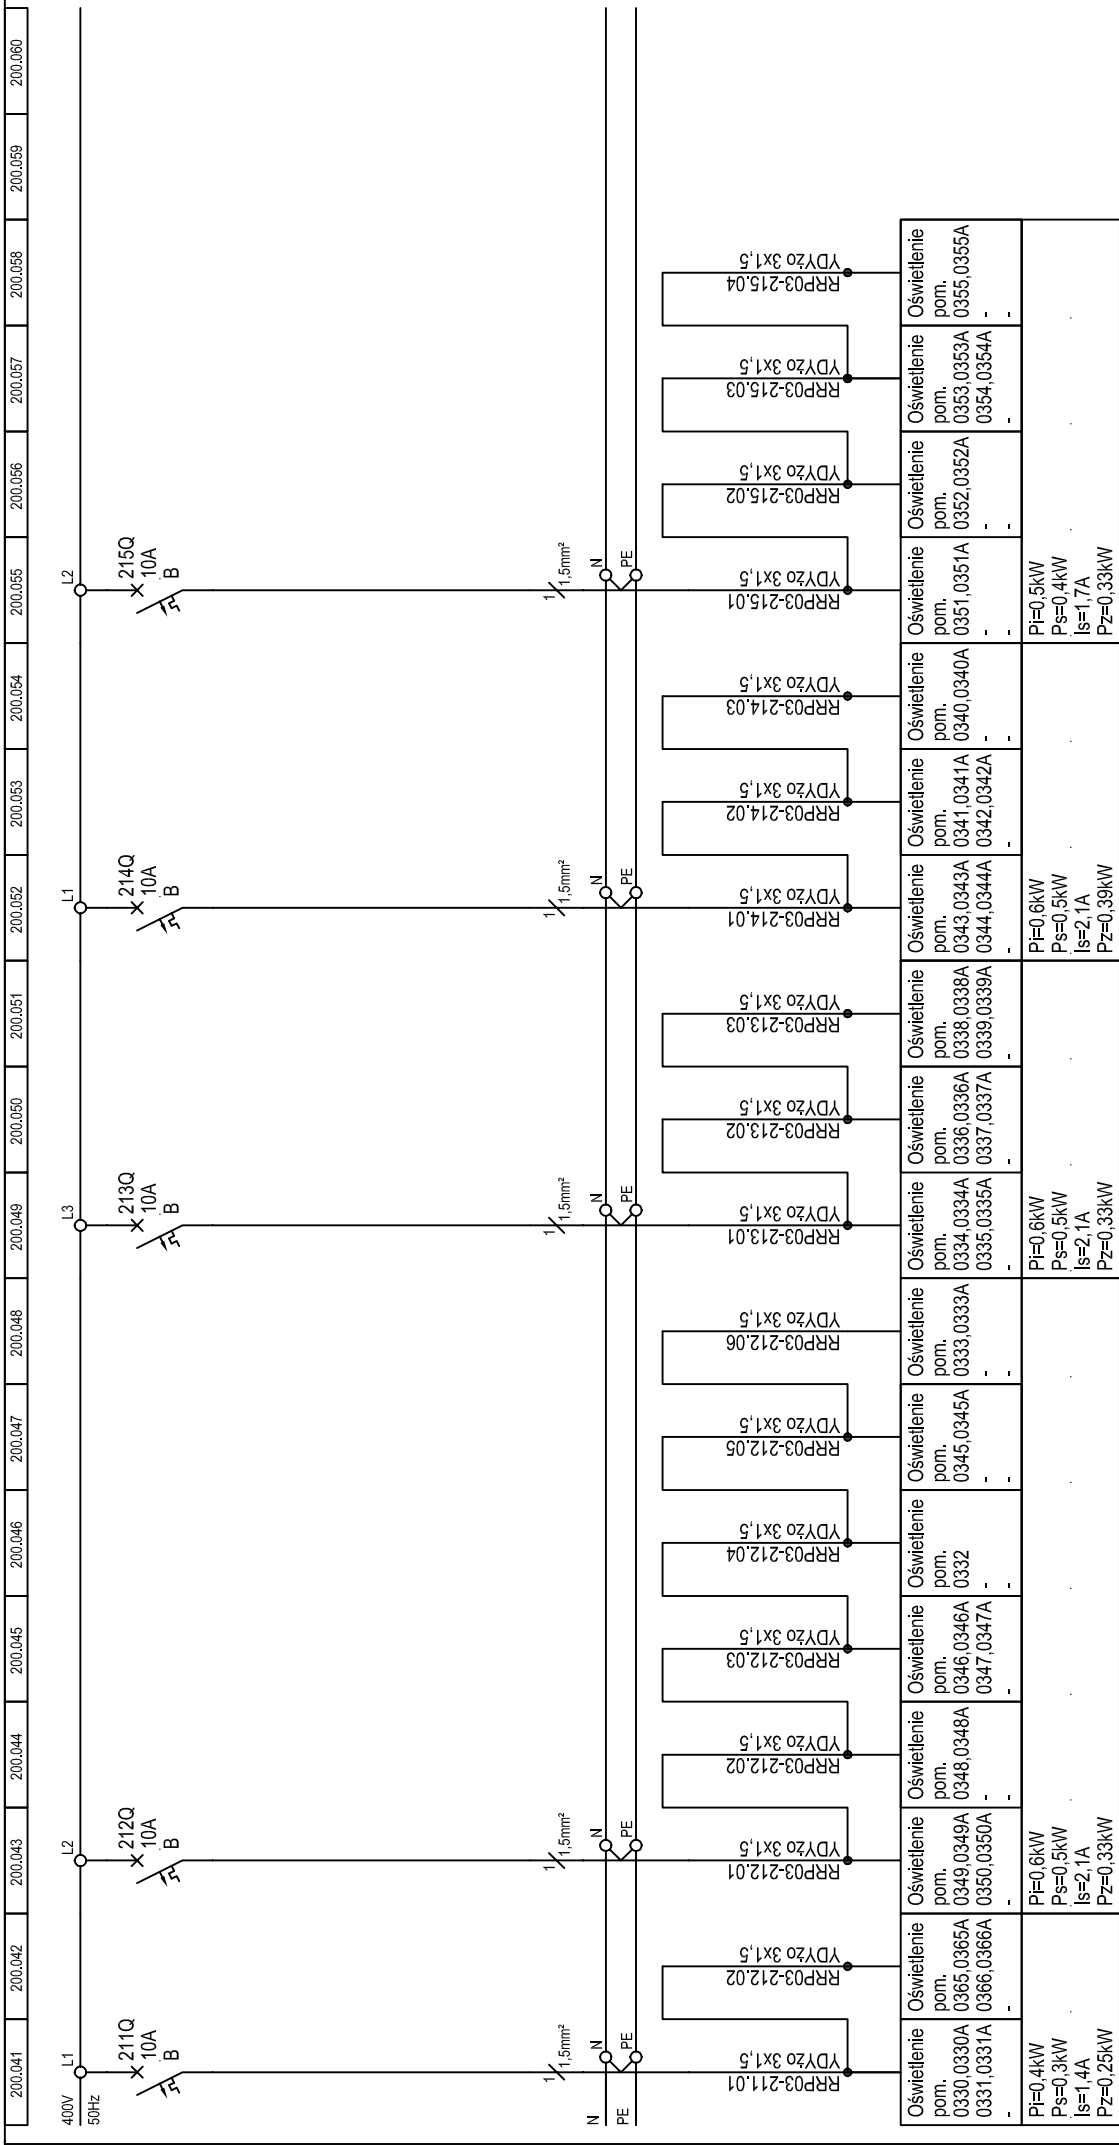 200.041
200.042
200.043
200.044
200.045
200.046
200.047
200.048
200.049
200.050
200.051
200.052
200.053
200.054
200.055
200.056
200.057
200.058
200.059
200.060
400V
50Hz
L1
211Q
10A
B
L2
212Q
10A
B
L3
213Q
10A
B
L1
214Q
10A
B
L2
215Q
10A
B
1
1,5mm²
1
1,5mm²
1
1,5mm²
1
1,5mm²
1
1,5mm²
N
PE
N
PE
N
PE
N
PE
N
PE
N
PE
RRP03-211.01
YDYżo 3x1,5
RRP03-212.02
YDYżo 3x1,5
RRP03-212.01
YDYżo 3x1,5
RRP03-212.02
YDYżo 3x1,5
RRP03-212.03
YDYżo 3x1,5
RRP03-212.04
YDYżo 3x1,5
RRP03-212.05
YDYżo 3x1,5
RRP03-212.06
YDYżo 3x1,5
RRP03-213.01
YDYżo 3x1,5
RRP03-213.02
YDYżo 3x1,5
RRP03-213.03
YDYżo 3x1,5
RRP03-214.01
YDYżo 3x1,5
RRP03-214.02
YDYżo 3x1,5
RRP03-214.03
YDYżo 3x1,5
RRP03-215.01
YDYżo 3x1,5
RRP03-215.02
YDYżo 3x1,5
RRP03-215.03
YDYżo 3x1,5
RRP03-215.04
YDYżo 3x1,5
Oświetlenie
pom.
0330,0330A
0331,0331A
-
Oświetlenie
pom.
0365,0365A
0366,0366A
-
Oświetlenie
pom.
0349,0349A
0350,0350A
-
Oświetlenie
pom.
0348,0348A
-
-
Oświetlenie
pom.
0346,0346A
0347,0347A
-
Oświetlenie
pom.
0332
-
-
Oświetlenie
pom.
0345,0345A
-
-
Oświetlenie
pom.
0333,0333A
-
-
Oświetlenie
pom.
0334,0334A
0335,0335A
-
Oświetlenie
pom.
0336,0336A
0337,0337A
-
Oświetlenie
pom.
0338,0338A
0339,0339A
-
Oświetlenie
pom.
0343,0343A
0344,0344A
-
Oświetlenie
pom.
0341,0341A
0342,0342A
-
Oświetlenie
pom.
0340,0340A
-
-
Oświetlenie
pom.
0351,0351A
-
-
Oświetlenie
pom.
0352,0352A
-
-
Oświetlenie
pom.
0353,0353A
0354,0354A
-
Oświetlenie
pom.
0355,0355A
-
-
Pi=0,4kW
Ps=0,3kW
Is=1,4A
Pz=0,25kW
Pi=0,6kW
Ps=0,5kW
Is=2,1A
Pz=0,33kW
Pi=0,6kW
Ps=0,5kW
Is=2,1A
Pz=0,33kW
Pi=0,6kW
Ps=0,5kW
Is=2,1A
Pz=0,39kW
Pi=0,5kW
Ps=0,4kW
Is=1,7A
Pz=0,33kW